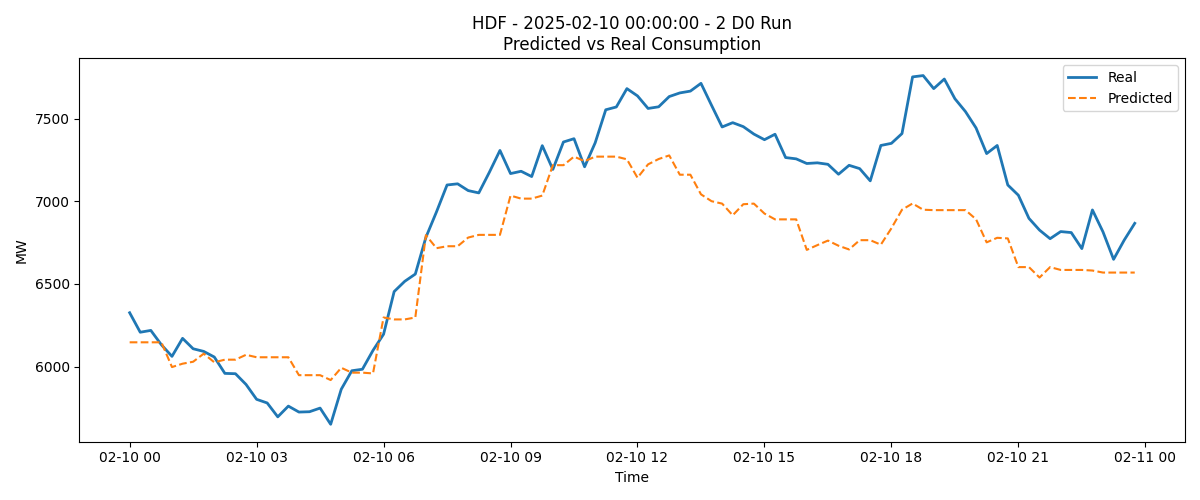 HDF - 2025-02-10 00:00:00 - 2 D0 Run
Predicted vs Real Consumption
Real
Predicted
MW
7500
7000
6500
6000
02-10 00
02-10 03
02-10 06
02-10 09
02-10 12
02-10 15
02-10 18
02-10 21
02-11 00
Time